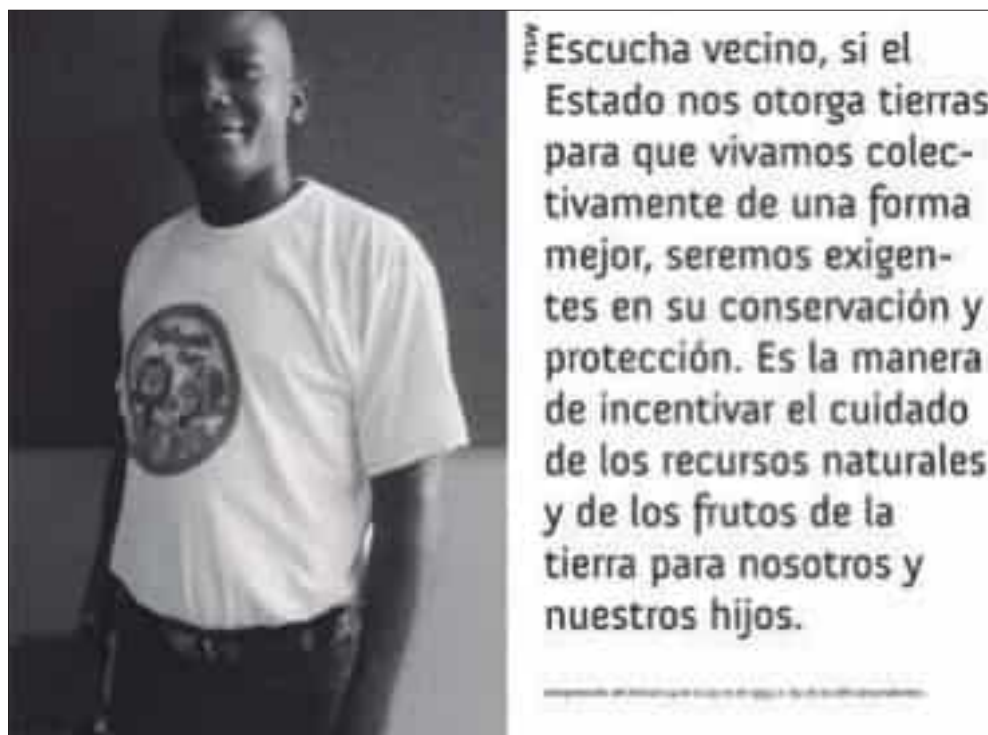 Escucha vecino, si el
Estado nos otorga tierras
para que vivamos colec-
tivamente de una forma
mejor, seremos exigen-
tes en su conservación y
protección. Es la manera
de incentivar el cuidado
de los recursos naturales
y de los frutos de la
tierra para nosotros y
nuestros hijos.